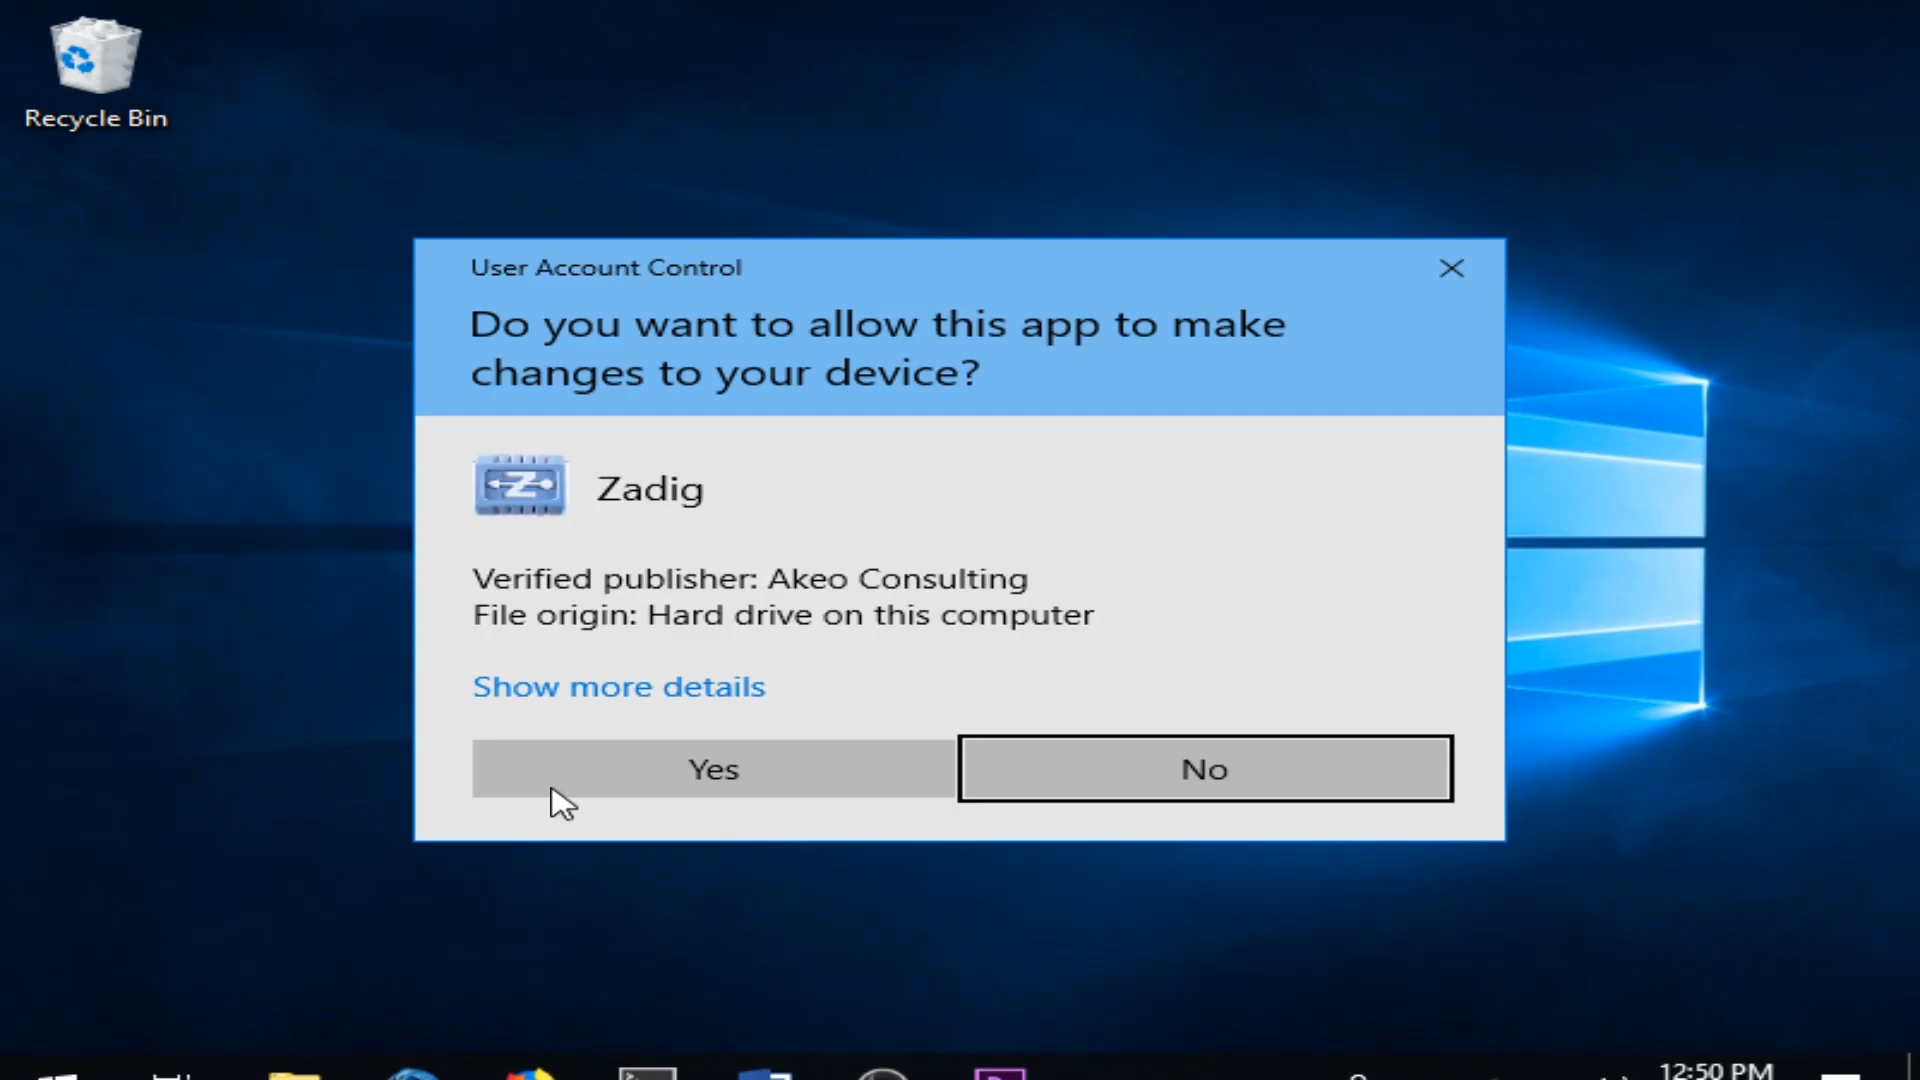 Recycle Bin
User Account Control
Do you want to allow this app to make
changes to your device?
Zadig
Verified publisher: Akeo Consulting
File origin: Hard drive on this computer
Show more details
Yes
No
12:50 PM